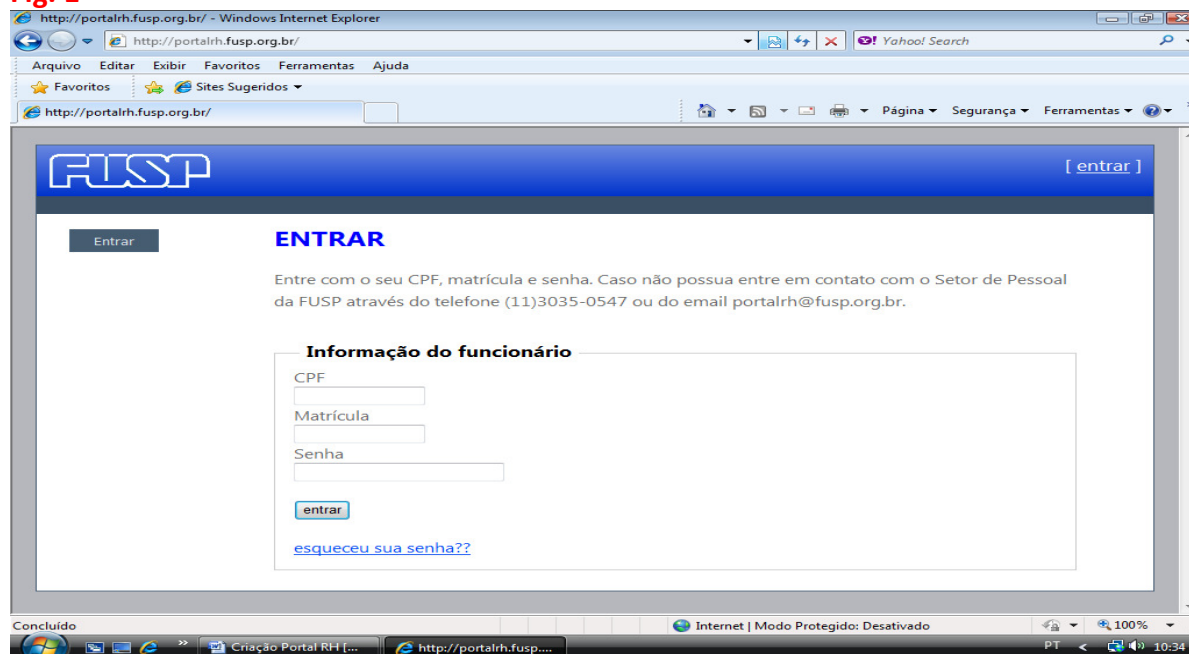 http://portalrh.fusp.org.br/ - Windows Internet Explorer
http://portalrh.fusp.org.br/
Yahoo! Search
Arquivo Editar Exibir Favoritos Ferramentas Ajuda
Favoritos Sites Sugeridos
http://portalrh.fusp.org.br/ Página Segurança Ferramentas
FUSP [ entrar ]
Entrar
ENTRAR
Entre com o seu CPF, matrícula e senha. Caso não possua entre em contato com o Setor de Pessoal
da FUSP através do telefone (11)3035-0547 ou do email portalrh@fusp.org.br.
Informação do funcionário
CPF
Matrícula
Senha
entrar
esqueceu sua senha??
Concluído Internet | Modo Protegido: Desativado 100%
» Criação Portal RH [... http://portalrh.fusp.... PT < 10:34